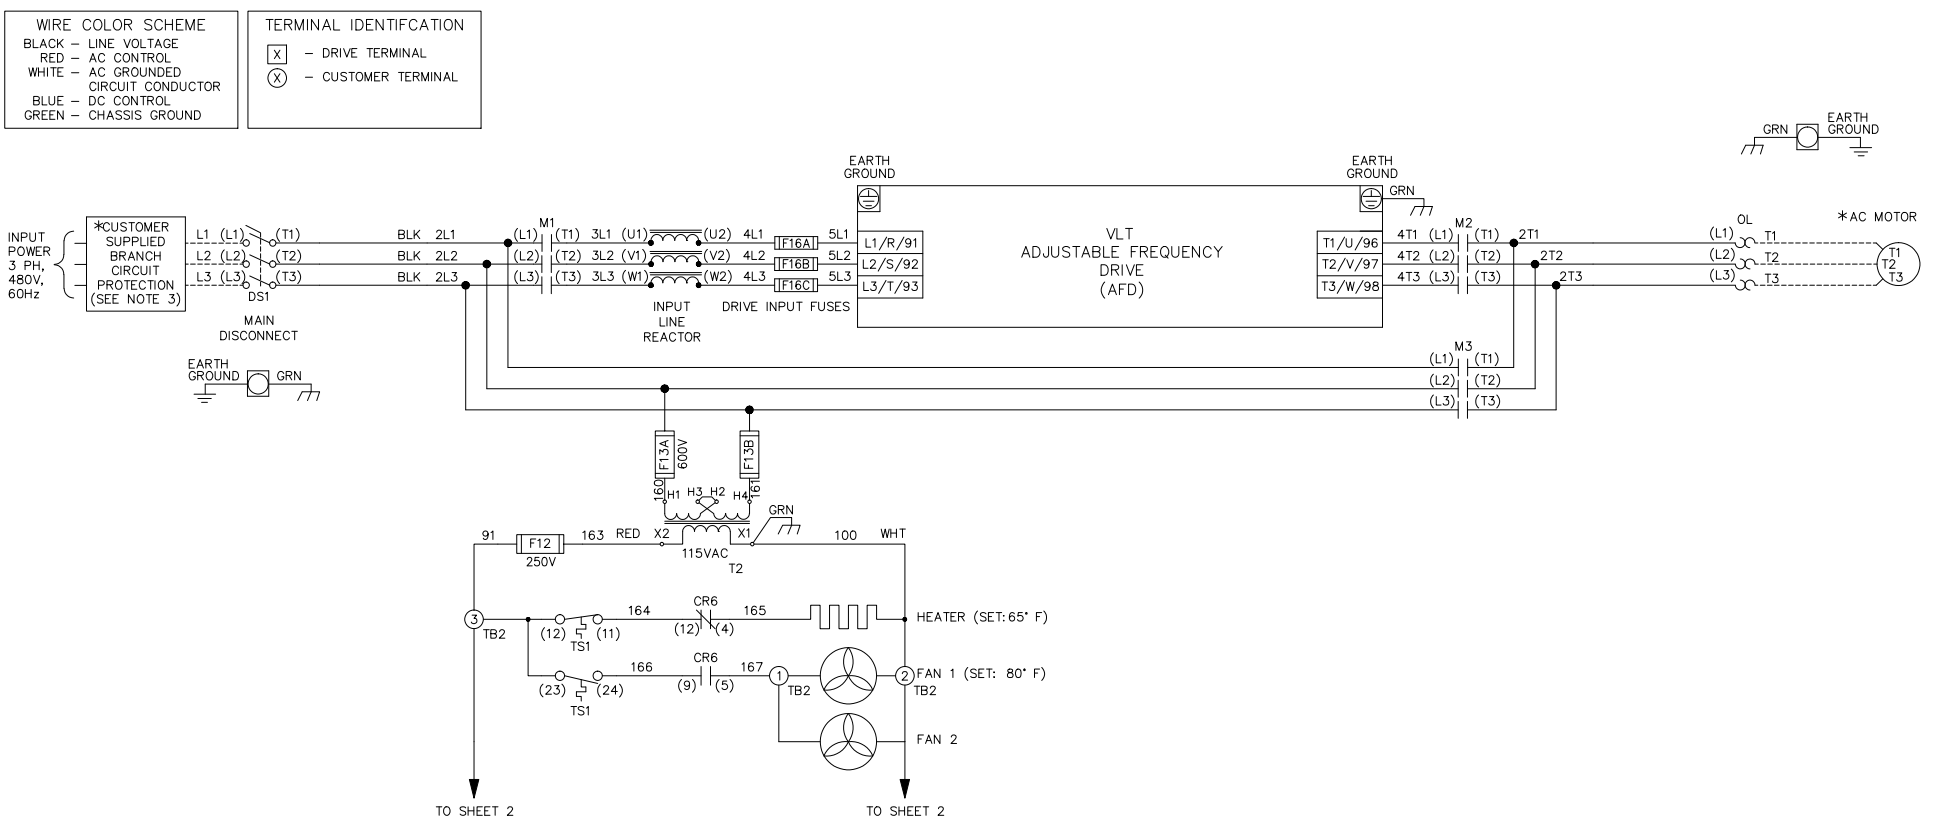 WIRE COLOR SCHEME
BLACK – LINE VOLTAGE
RED – AC CONTROL
WHITE – AC GROUNDED
CIRCUIT CONDUCTOR
BLUE – DC CONTROL
GREEN – CHASSIS GROUND
TERMINAL IDENTIFCATION
X – DRIVE TERMINAL
X – CUSTOMER TERMINAL
GRN
EARTH
GROUND
EARTH
GROUND
EARTH
GROUND
GRN
INPUT
POWER
3 PH,
480V,
60Hz
*CUSTOMER
SUPPLIED
BRANCH
CIRCUIT
PROTECTION
(SEE NOTE 3)
L1 (L1) (T1) BLK 2L1 (L1) M1 (T1) 3L1 (U1) (U2) 4L1 F16A 5L1 L1/R/91
L2 (L2) (T2) BLK 2L2 (L2) (T2) 3L2 (V1) (V2) 4L2 F16B 5L2 L2/S/92
L3 (L3) (T3) BLK 2L3 (L3) (T3) 3L3 (W1) (W2) 4L3 F16C 5L3 L3/T/93
DS1
MAIN
DISCONNECT
INPUT
LINE
REACTOR
DRIVE INPUT FUSES
VLT
ADJUSTABLE FREQUENCY
DRIVE
(AFD)
T1/U/96 4T1 (L1) M2 (T1) 2T1 (L1) OL T1
T2/V/97 4T2 (L2) (T2) 2T2 (L2) T2
T3/W/98 4T3 (L3) (T3) 2T3 (L3) T3
*AC MOTOR
T1
T2
T3
EARTH
GROUND
GRN
M3
(L1) (T1)
(L2) (T2)
(L3) (T3)
F13A
600V
F13B
160
161
H1 H3 H2 H4
GRN
91 F12 163 RED X2 X1 100 WHT
250V
115VAC
T2
3
TB2
164 CR6 165
(12) (11) (12) (4)
TS1
HEATER (SET: 65° F)
166 CR6 167 1 2
(23) (24) (9) (5) TB2 TB2
TS1
FAN 1 (SET: 80° F)
FAN 2
TO SHEET 2
TO SHEET 2